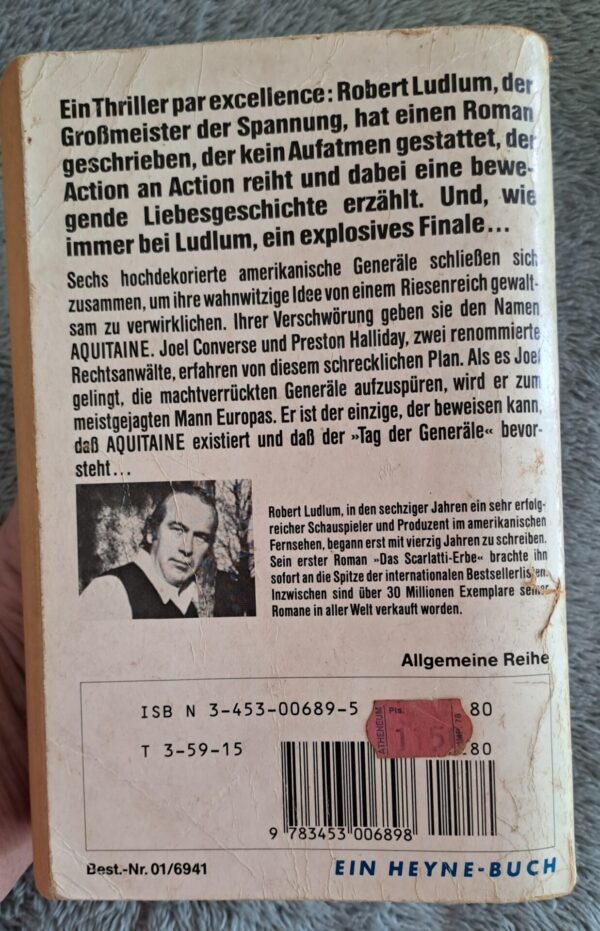 Ein Thriller par excellence: Robert Ludlum, der
Großmeister der Spannung, hat einen Roman
geschrieben, der kein Aufatmen gestattet, der
Action an Action reiht und dabei eine bewe-
gende Liebesgeschichte erzählt. Und, wie
immer bei Ludlum, ein explosives Finale...
Sechs hochdekorierte amerikanische Generäle schließen sich
zusammen, um ihre wahnwitzige Idee von einem Riesenreich gewalt-
sam zu verwirklichen. Ihrer Verschwörung geben sie den Namen
AQUITAINE. Joel Converse und Preston Halliday, zwei renommierte
Rechtsanwälte, erfahren von diesem schrecklichen Plan. Als es Joel
gelingt, die machtverrückten Generäle aufzuspüren, wird er zum
meistgejagten Mann Europas. Er ist der einzige, der beweisen kann,
daß AQUITAINE existiert und daß der »Tag der Generäle« bevor-
steht...
Robert Ludlum, in den sechziger Jahren ein sehr erfolg-
reicher Schauspieler und Produzent im amerikanischen
Fernsehen, begann erst mit vierzig Jahren zu schreiben.
Sein erster Roman »Das Scarlatti-Erbe« brachte ihn
sofort an die Spitze der internationalen Bestsellerlisten.
Inzwischen sind über 30 Millionen Exemplare seiner
Romane in aller Welt verkauft worden.
Allgemeine Reihe
ISBN 3-453-00689-5
80
T 3-59-15
80
ATHENEUM
Pts.
115
9 783453 006898
Best.-Nr. 01/6941
EIN HEYNE-BUCH